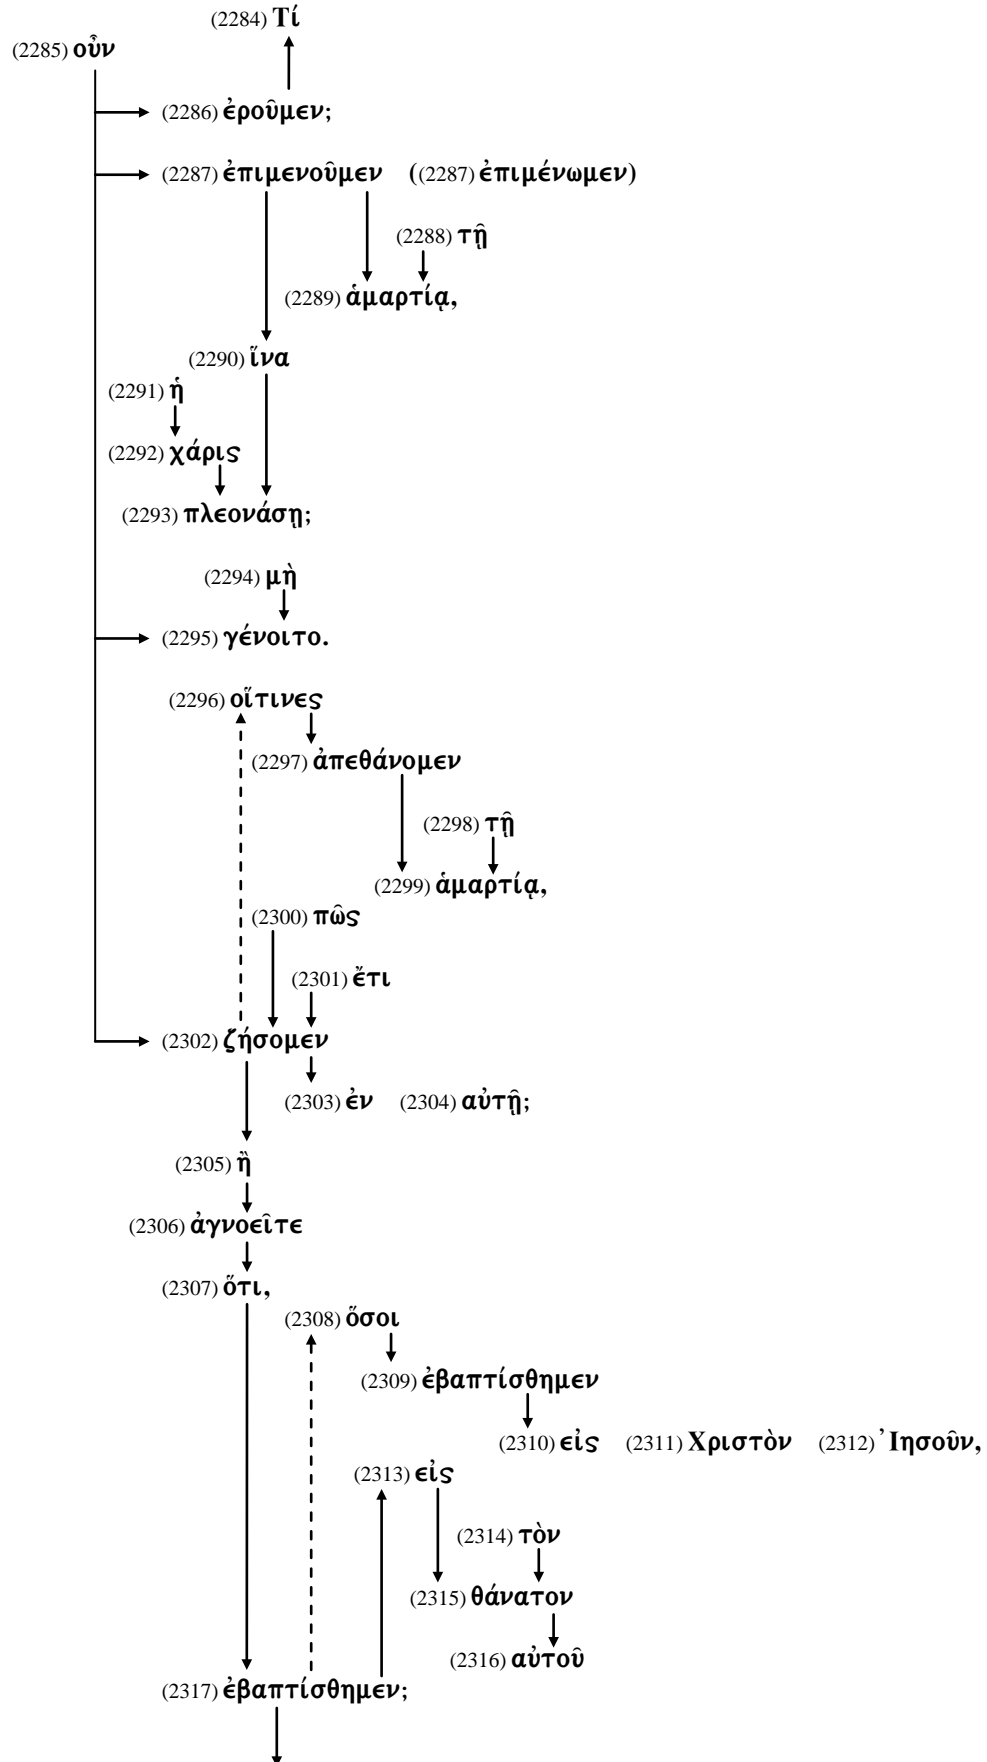 (2284) Τί
(2285) οὖν
(2286) ἐροῦμεν;
(2287) ἐπιμενοῦμεν ((2287) ἐπιμένωμεν)
(2288) τῇ
(2289) ἁμαρτίᾳ,
(2290) ἵνα
(2291) ἡ
(2292) χάρις
(2293) πλεονάσῃ;
(2294) μὴ
(2295) γένοιτο.
(2296) οἵτινες
(2297) ἀπεθάνομεν
(2298) τῇ
(2299) ἁμαρτίᾳ,
(2300) πῶς
(2301) ἔτι
(2302) ζήσομεν
(2303) ἐν (2304) αὐτῇ;
(2305) ἢ
(2306) ἀγνοεῖτε
(2307) ὅτι,
(2308) ὅσοι
(2309) ἐβαπτίσθημεν
(2310) εἰς (2311) Χριστὸν (2312) Ἰησοῦν,
(2313) εἰς
(2314) τὸν
(2315) θάνατον
(2316) αὐτοῦ
(2317) ἐβαπτίσθημεν;